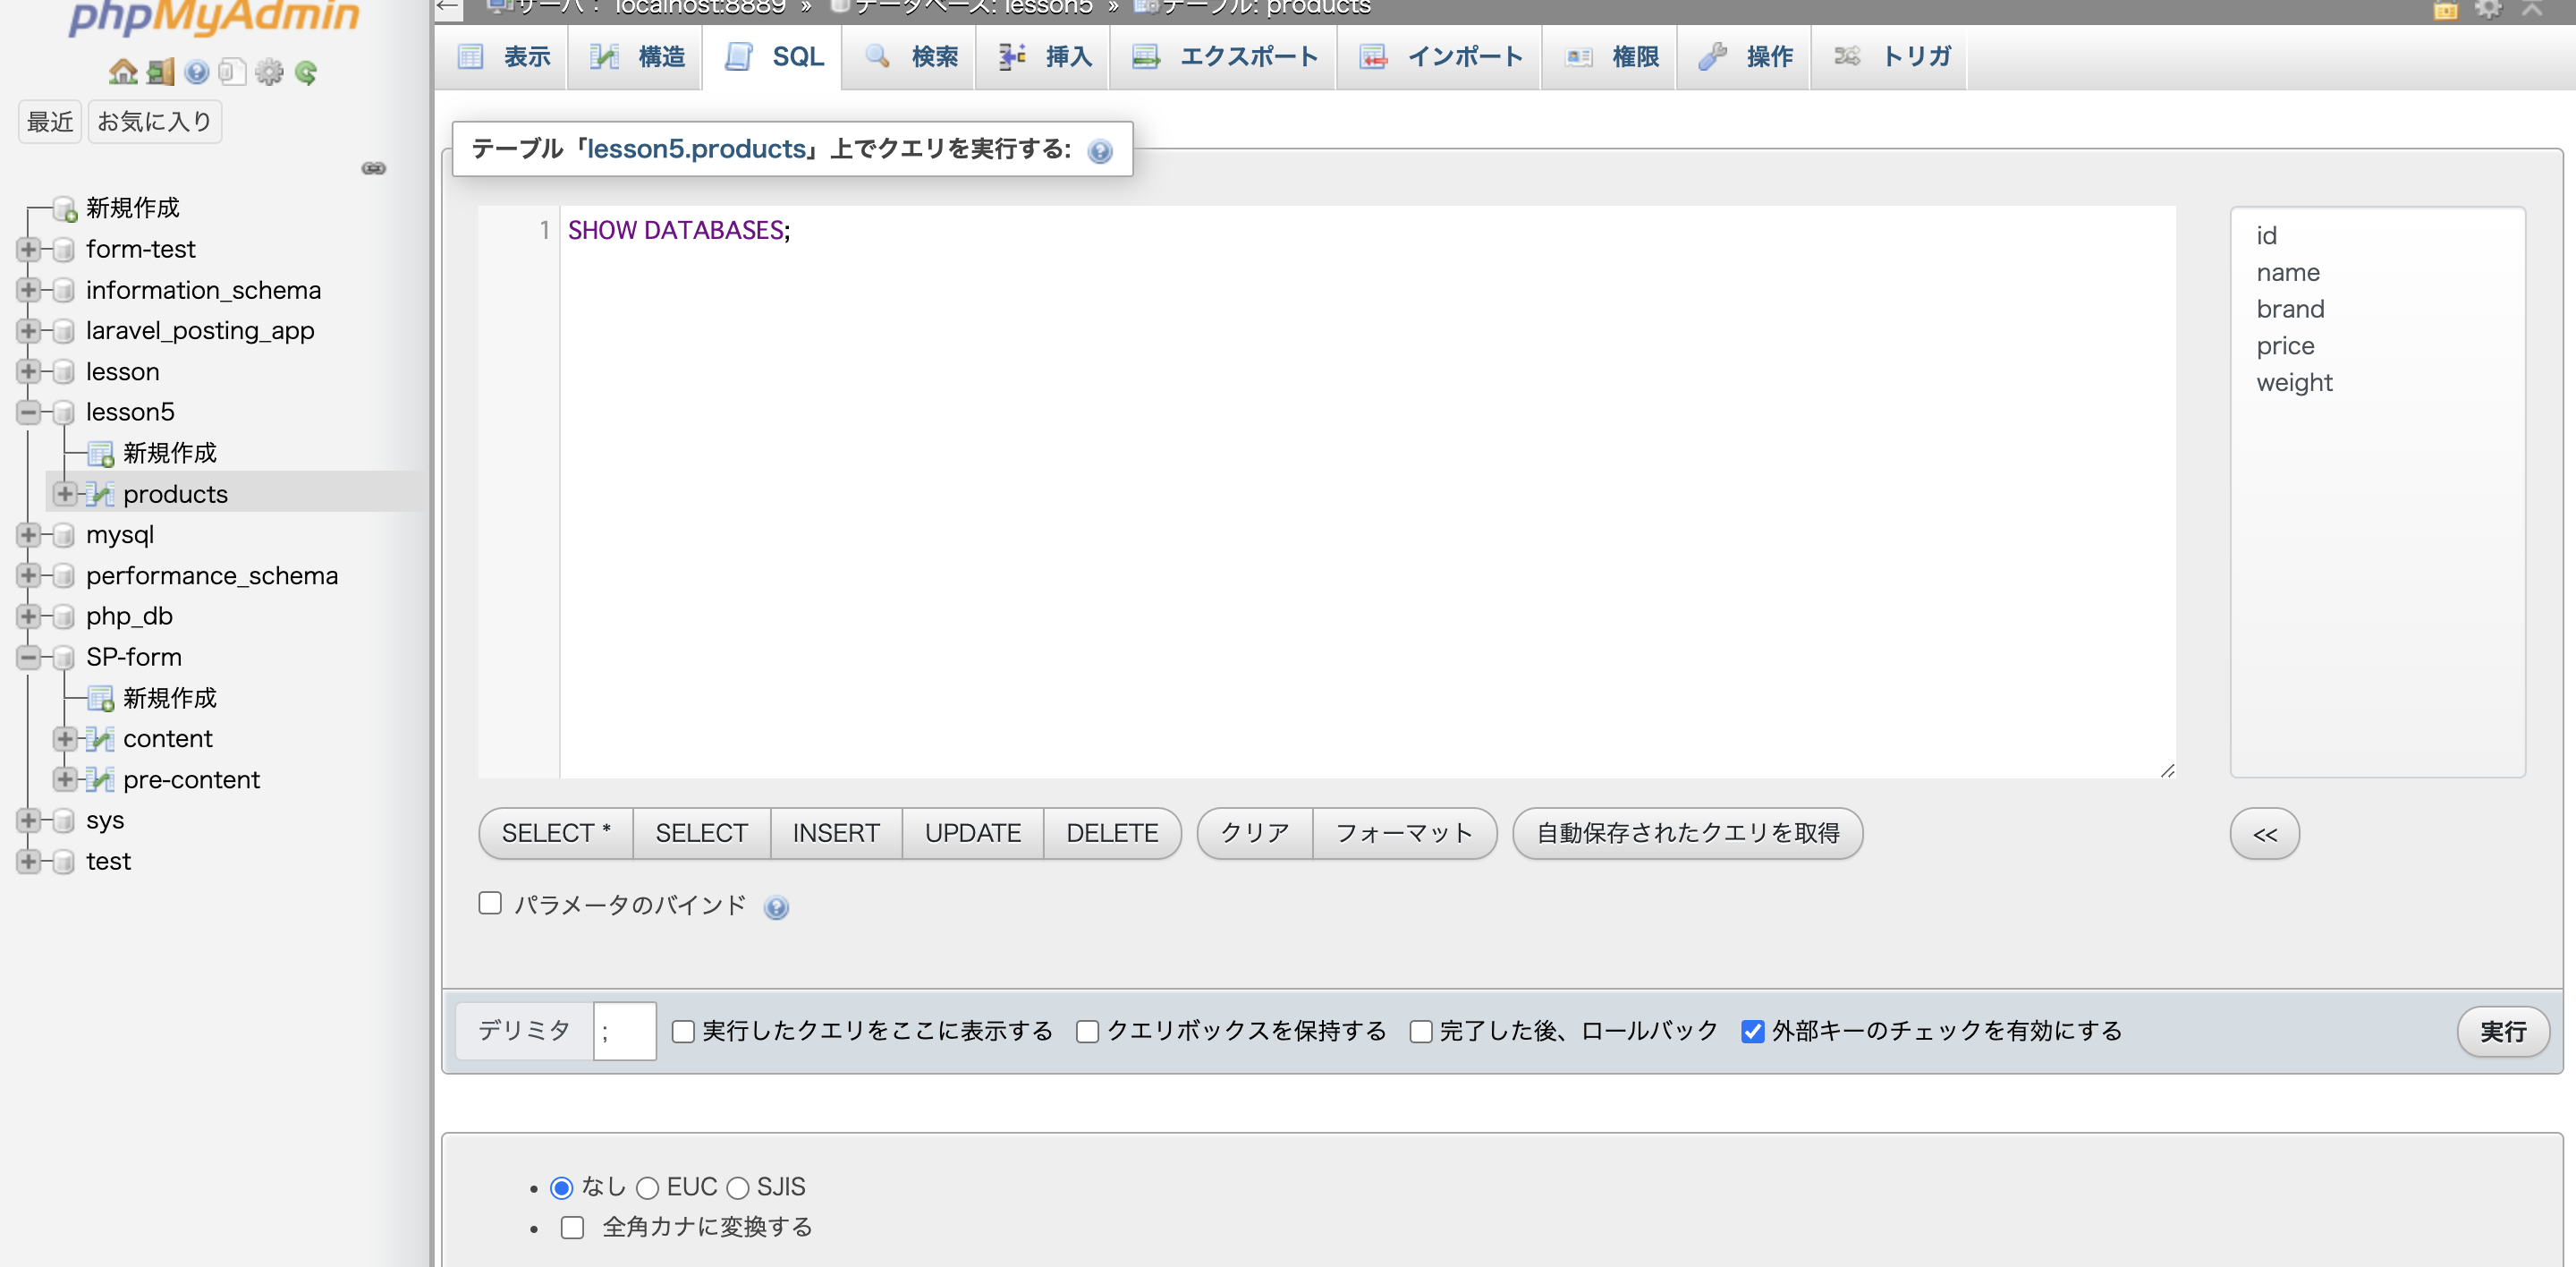 phpMyAdmin
最近 お気に入り
新規作成
form-test
information_schema
laravel_posting_app
lesson
lesson5
新規作成
products
mysql
performance_schema
php_db
SP-form
新規作成
content
pre-content
sys
test
サーバ: localhost:8889 » データベース: lesson5 » テーブル: products
表示 構造 SQL 検索 挿入 エクスポート インポート 権限 操作 トリガ
テーブル「lesson5.products」上でクエリを実行する:
1 SHOW DATABASES;
id
name
brand
price
weight
SELECT * SELECT INSERT UPDATE DELETE クリア フォーマット 自動保存されたクエリを取得 <<
パラメータのバインド
デリミタ ; 実行したクエリをここに表示する クエリボックスを保持する 完了した後、ロールバック 外部キーのチェックを有効にする 実行
なし EUC SJIS
全角カナに変換する